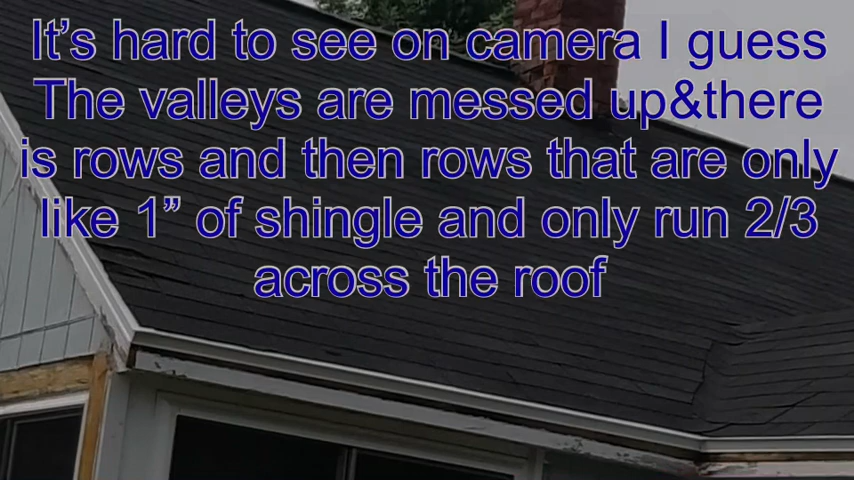 It’s hard to see on camera I guess
The valleys are messed up&there
is rows and then rows that are only
like 1” of shingle and only run 2/3
across the roof